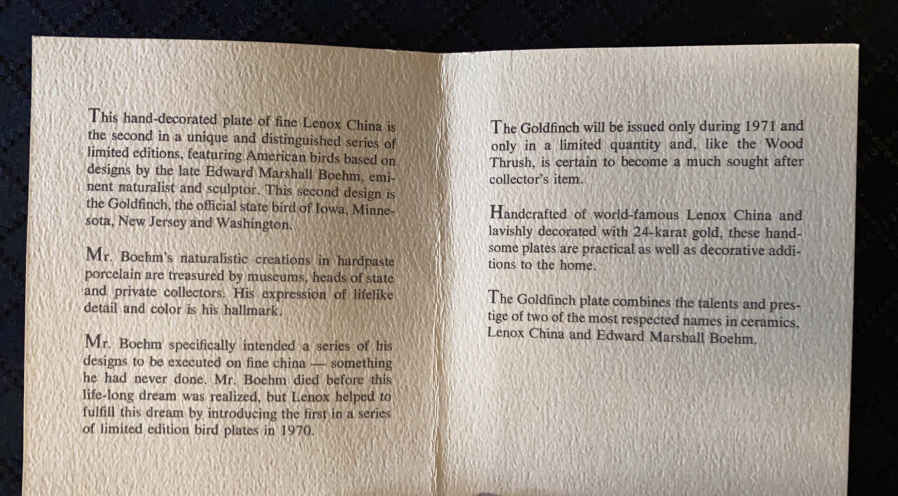 This hand-decorated plate of fine Lenox China is
the second in a unique and distinguished series of
limited editions, featuring American birds based on
designs by the late Edward Marshall Boehm, emi-
nent naturalist and sculptor. This second design is
the Goldfinch, the official state bird of Iowa, Minne-
sota, New Jersey and Washington.
Mr. Boehm's naturalistic creations in hardpaste
porcelain are treasured by museums, heads of state
and private collectors. His expression of lifelike
detail and color is his hallmark.
Mr. Boehm specifically intended a series of his
designs to be executed on fine china — something
he had never done. Mr. Boehm died before this
life-long dream was realized, but Lenox helped to
fulfill this dream by introducing the first in a series
of limited edition bird plates in 1970.
The Goldfinch will be issued only during 1971 and
only in a limited quantity and, like the Wood
Thrush, is certain to become a much sought after
collector's item.
Handcrafted of world-famous Lenox China and
lavishly decorated with 24-karat gold, these hand-
some plates are practical as well as decorative addi-
tions to the home.
The Goldfinch plate combines the talents and pres-
tige of two of the most respected names in ceramics,
Lenox China and Edward Marshall Boehm.